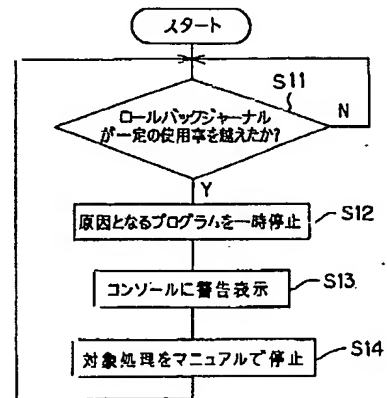 スタート
S11
ロールバックジャーナル
が一定の使用率を越えたか?
N
Y
原因となるプログラムを一時停止
S12
コンソールに警告表示
S13
対象処理をマニュアルで停止
S14